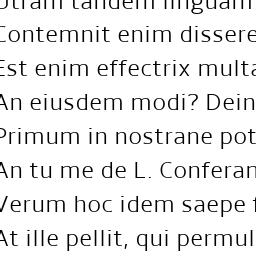 Utram tandem linguam
Contemnit enim dissere
Est enim effectrix multa
An eiusdem modi? Dein
Primum in nostrane pot
An tu me de L. Conferan
Verum hoc idem saepe f
At ille pellit, qui permul